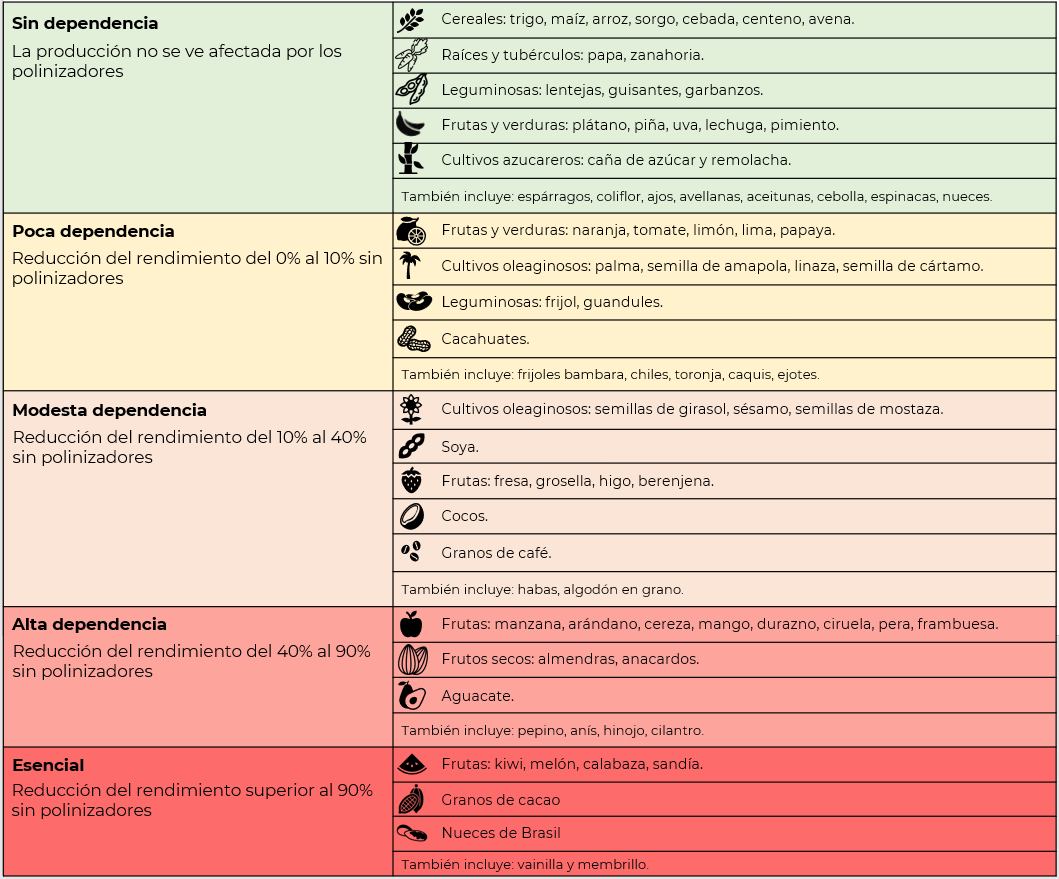 Sin dependencia
La producción no se ve afectada por los
polinizadores
Cereales: trigo, maíz, arroz, sorgo, cebada, centeno, avena.
Raíces y tubérculos: papa, zanahoria.
Leguminosas: lentejas, guisantes, garbanzos.
Frutas y verduras: plátano, piña, uva, lechuga, pimiento.
Cultivos azucareros: caña de azúcar y remolacha.
También incluye: espárragos, coliflor, ajos, avellanas, aceitunas, cebolla, espinacas, nueces.
Poca dependencia
Reducción del rendimiento del 0% al 10% sin
polinizadores
Frutas y verduras: naranja, tomate, limón, lima, papaya.
Cultivos oleaginosos: palma, semilla de amapola, linaza, semilla de cártamo.
Leguminosas: frijol, guandules.
Cacahuates.
También incluye: frijoles bambara, chiles, toronja, caquis, ejotes.
Modesta dependencia
Reducción del rendimiento del 10% al 40%
sin polinizadores
Cultivos oleaginosos: semillas de girasol, sésamo, semillas de mostaza.
Soya.
Frutas: fresa, grosella, higo, berenjena.
Cocos.
Granos de café.
También incluye: habas, algodón en grano.
Alta dependencia
Reducción del rendimiento del 40% al 90%
sin polinizadores
Frutas: manzana, arándano, cereza, mango, durazno, ciruela, pera, frambuesa.
Frutos secos: almendras, anacardos.
Aguacate.
También incluye: pepino, anís, hinojo, cilantro.
Esencial
Reducción del rendimiento superior al 90%
sin polinizadores
Frutas: kiwi, melón, calabaza, sandía.
Granos de cacao
Nueces de Brasil
También incluye: vainilla y membrillo.